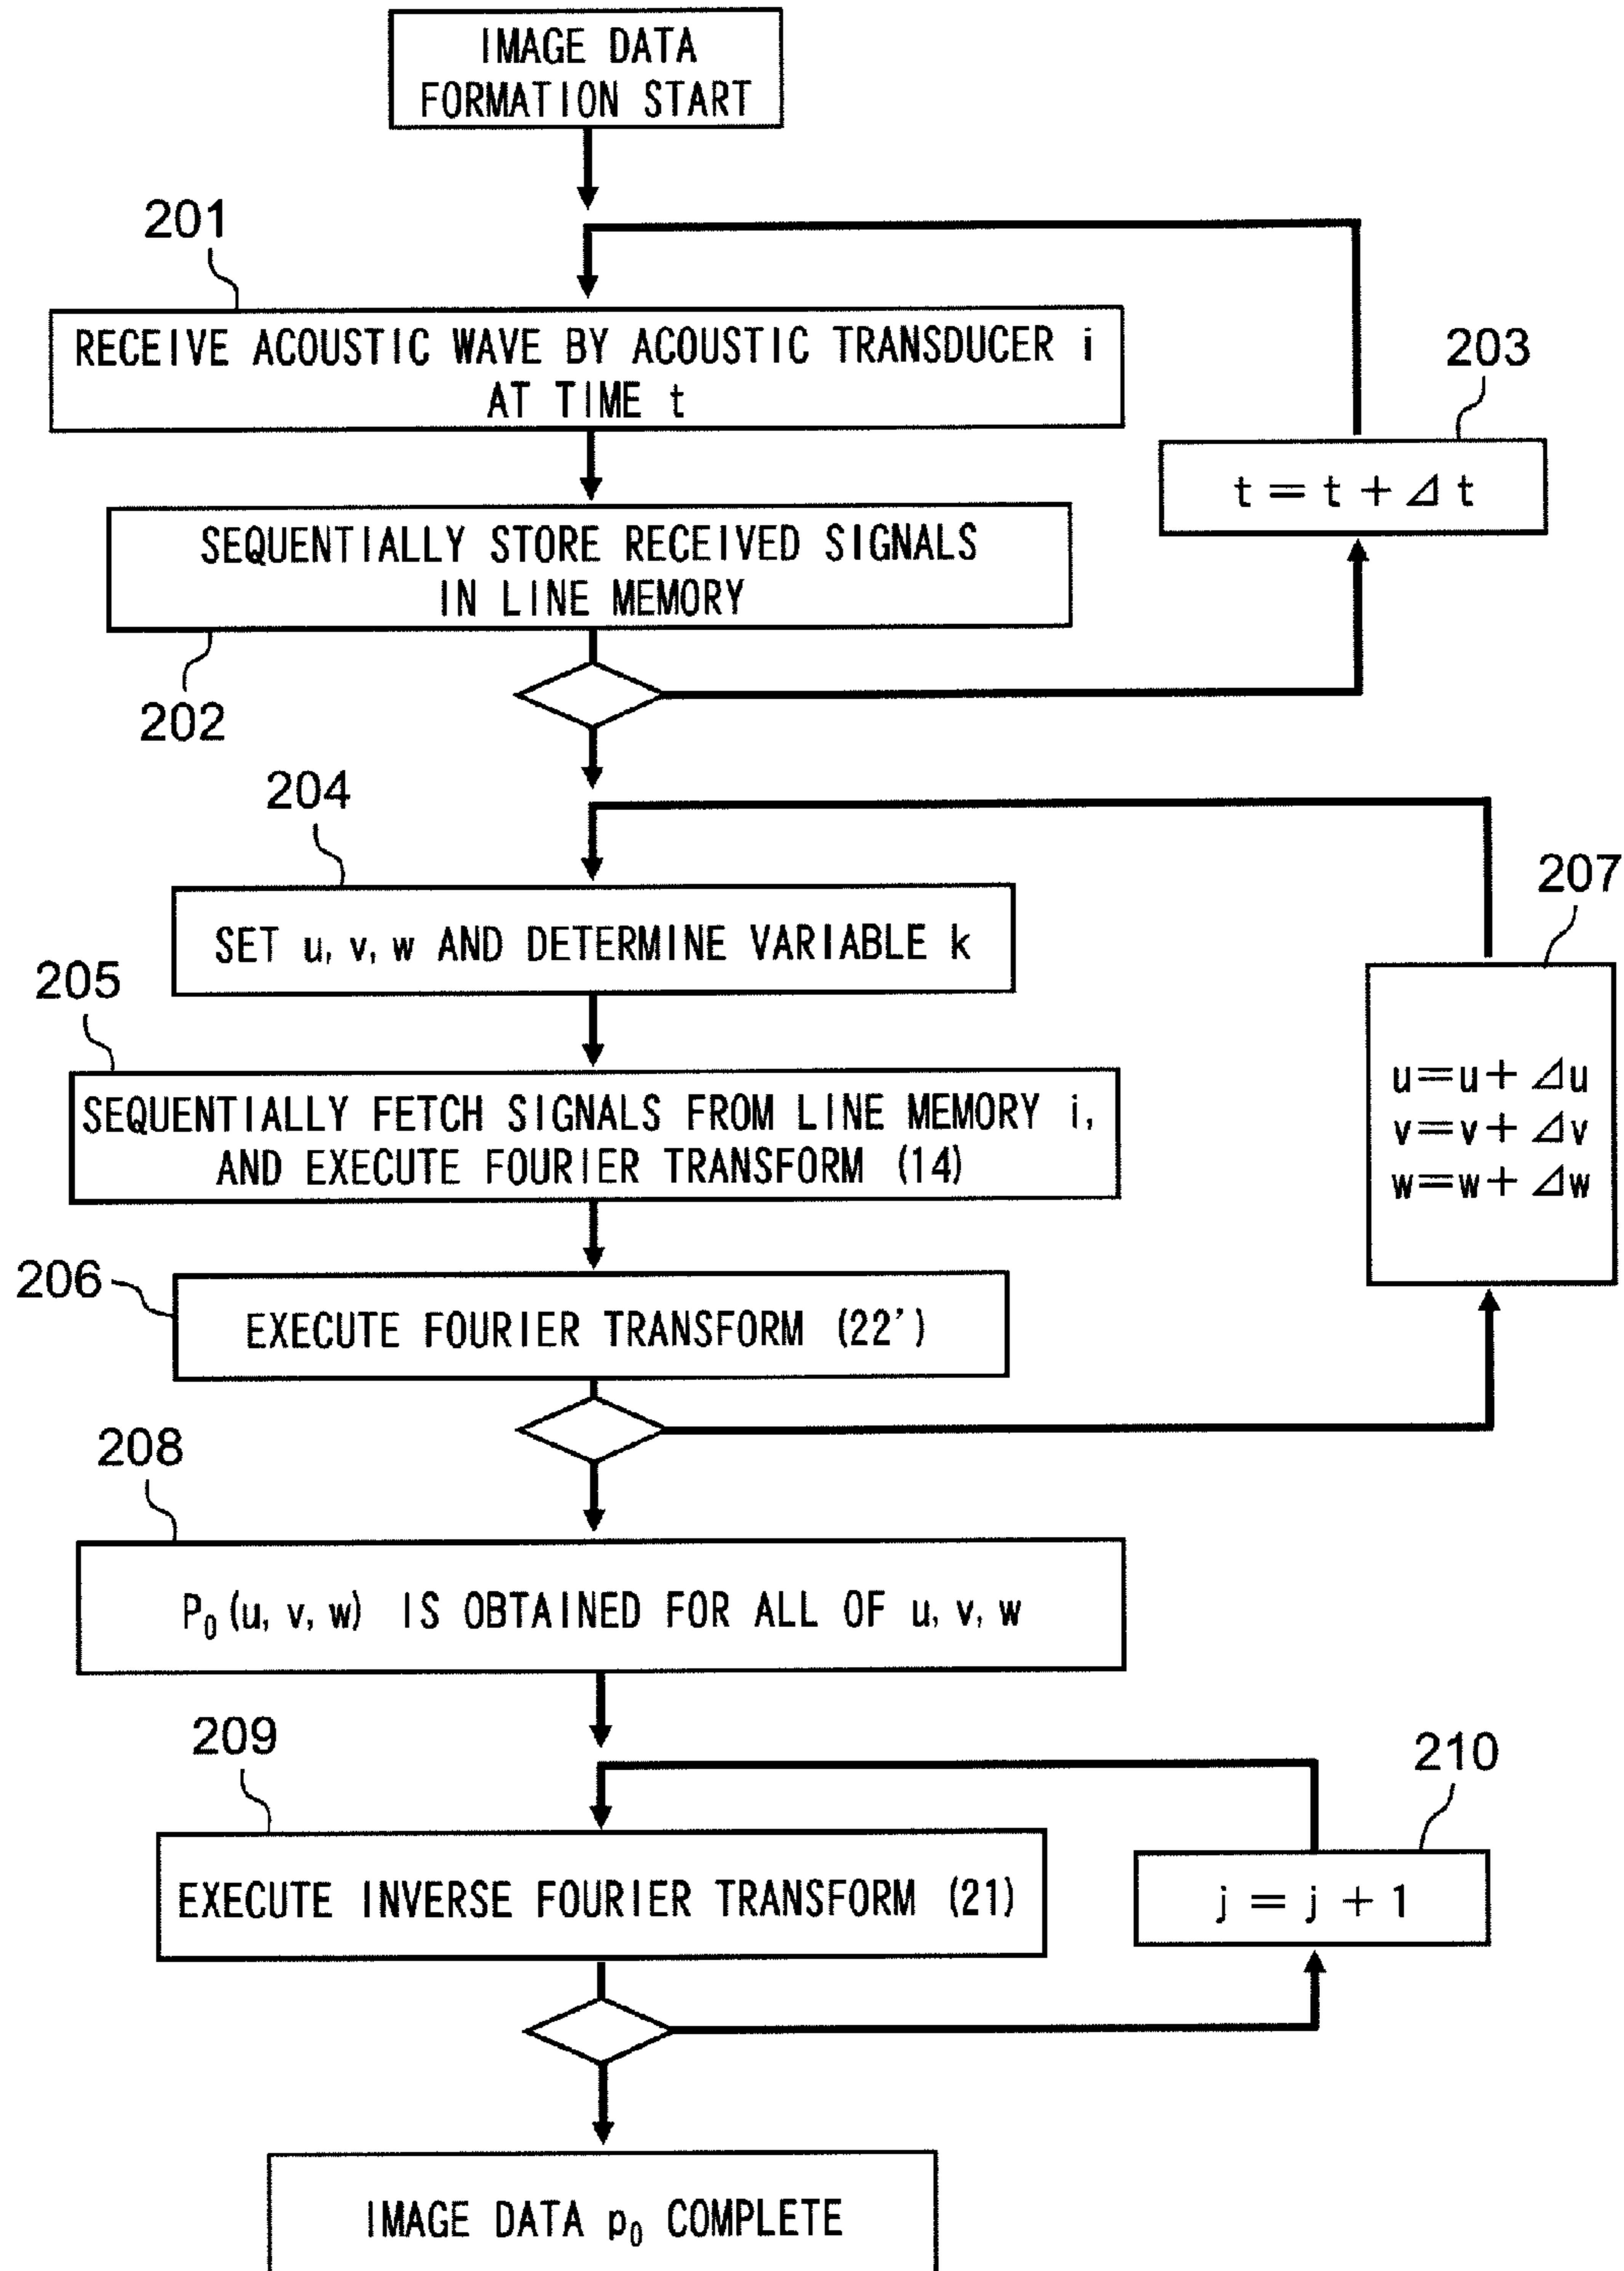 IMAGE DATA
FORMATION START
201
RECEIVE ACOUSTIC WAVE BY ACOUSTIC TRANSDUCER i
AT TIME t
203
t = t + ⊿ t
SEQUENTIALLY STORE RECEIVED SIGNALS
IN LINE MEMORY
202
204
SET u, v, w AND DETERMINE VARIABLE k
207
u=u+ ⊿u
v=v+ ⊿v
w=w+ ⊿w
205
SEQUENTIALLY FETCH SIGNALS FROM LINE MEMORY i,
AND EXECUTE FOURIER TRANSFORM (14)
206
EXECUTE FOURIER TRANSFORM (22')
208
P₀ (u, v, w) IS OBTAINED FOR ALL OF u, v, w
209
EXECUTE INVERSE FOURIER TRANSFORM (21)
210
j = j + 1
IMAGE DATA p₀ COMPLETE